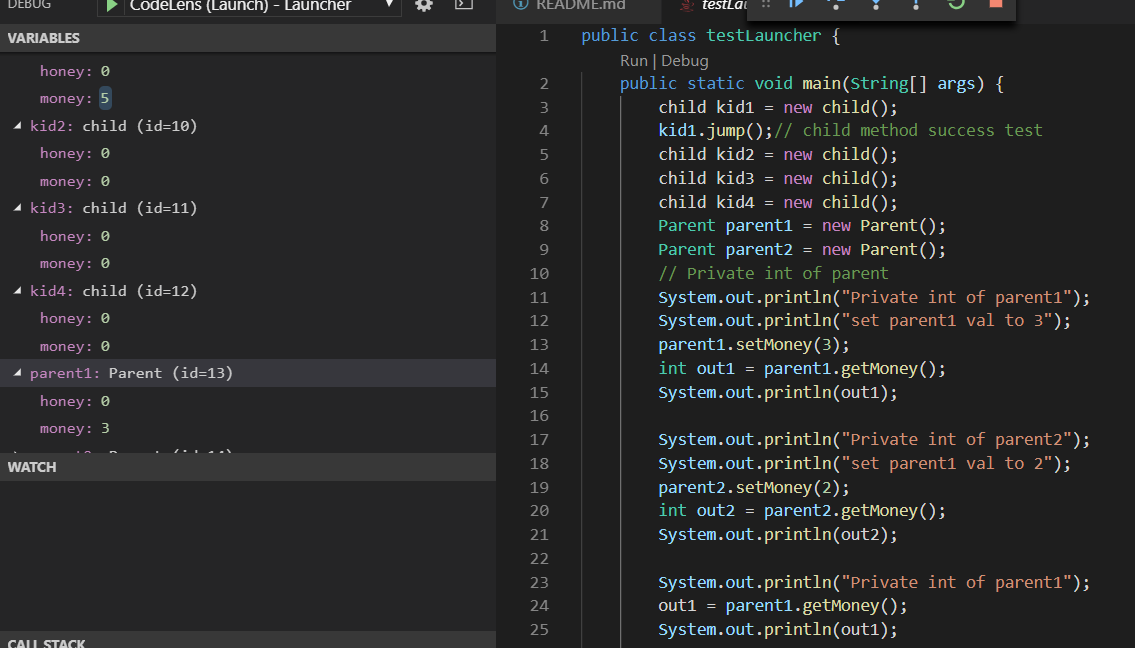 DEBUG
CodeLens (Launch) - Launcher
VARIABLES
honey: 0
money: 5
kid2: child (id=10)
honey: 0
money: 0
kid3: child (id=11)
honey: 0
money: 0
kid4: child (id=12)
honey: 0
money: 0
parent1: Parent (id=13)
honey: 0
money: 3
WATCH
CALL STACK
README.md
1 public class testLauncher {
Run | Debug
2 public static void main(String[] args) {
3 child kid1 = new child();
4 kid1.jump();// child method success test
5 child kid2 = new child();
6 child kid3 = new child();
7 child kid4 = new child();
8 Parent parent1 = new Parent();
9 Parent parent2 = new Parent();
10 // Private int of parent
11 System.out.println("Private int of parent1");
12 System.out.println("set parent1 val to 3");
13 parent1.setMoney(3);
14 int out1 = parent1.getMoney();
15 System.out.println(out1);
16
17 System.out.println("Private int of parent2");
18 System.out.println("set parent1 val to 2");
19 parent2.setMoney(2);
20 int out2 = parent2.getMoney();
21 System.out.println(out2);
22
23 System.out.println("Private int of parent1");
24 out1 = parent1.getMoney();
25 System.out.println(out1);